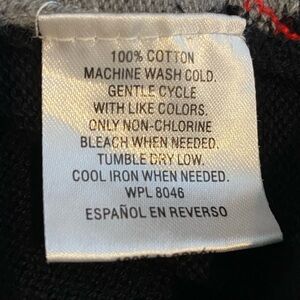 100% COTTON
MACHINE WASH COLD.
GENTLE CYCLE
WITH LIKE COLORS.
ONLY NON-CHLORINE
BLEACH WHEN NEEDED.
TUMBLE DRY LOW.
COOL IRON WHEN NEEDED.
WPL 8046
ESPAÑOL EN REVERSO